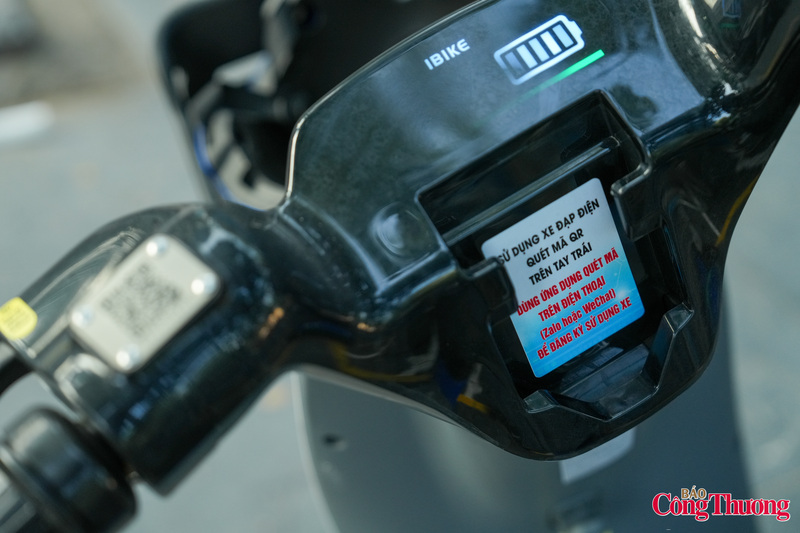 IBIKE
SỬ DỤNG XE ĐẠP ĐIỆN
QUÉT MÃ QR
TRÊN TAY TRÁI
DÙNG ỨNG DỤNG QUÉT MÃ
TRÊN ĐIỆN THOẠI
(Zalo hoặc WeChat)
ĐỂ ĐĂNG KÝ SỬ DỤNG XE
BÁO
Công Thương